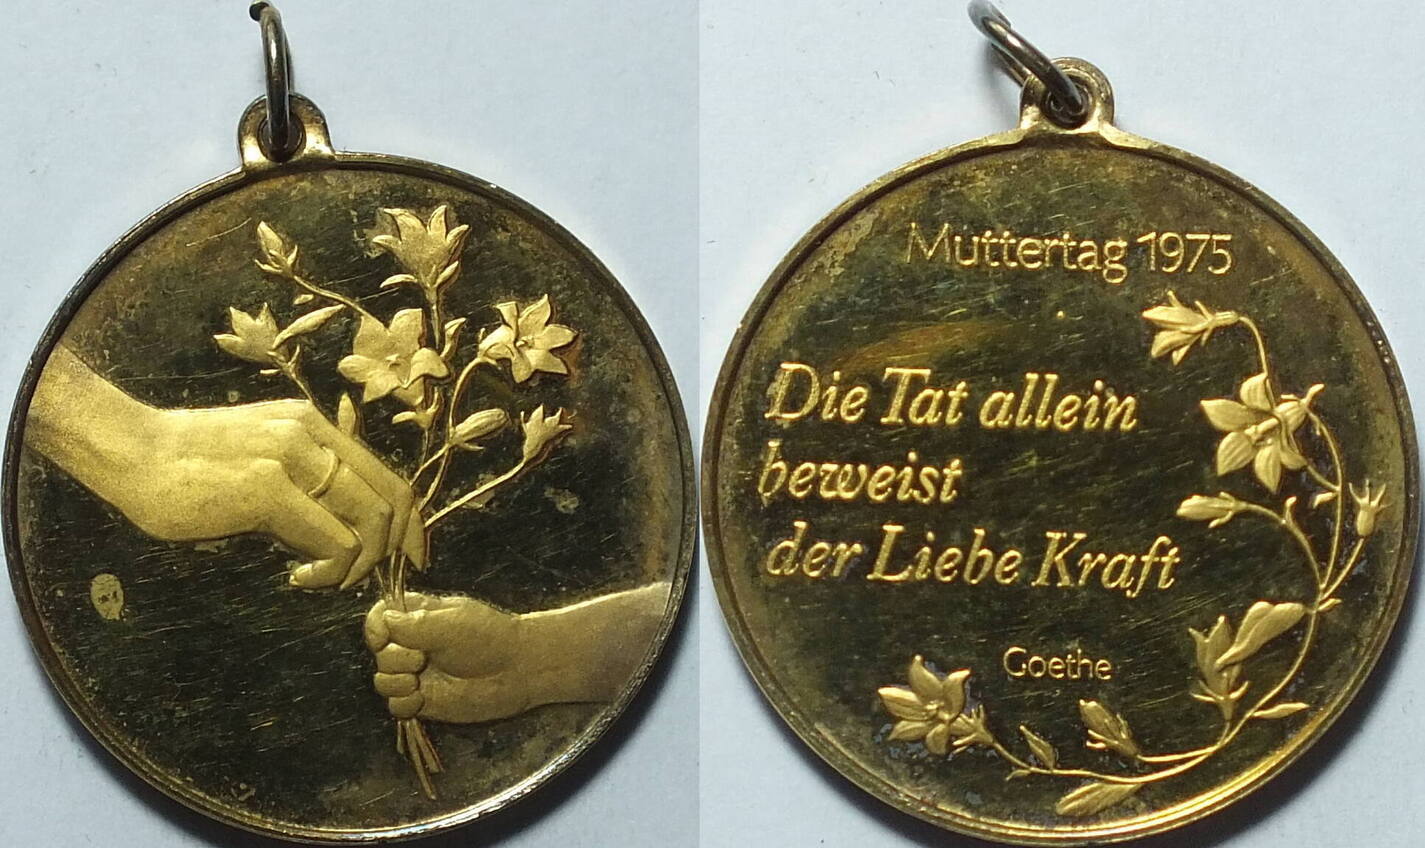 Muttertag 1975
Die Tat allein
beweist
der Liebe Kraft
Goethe